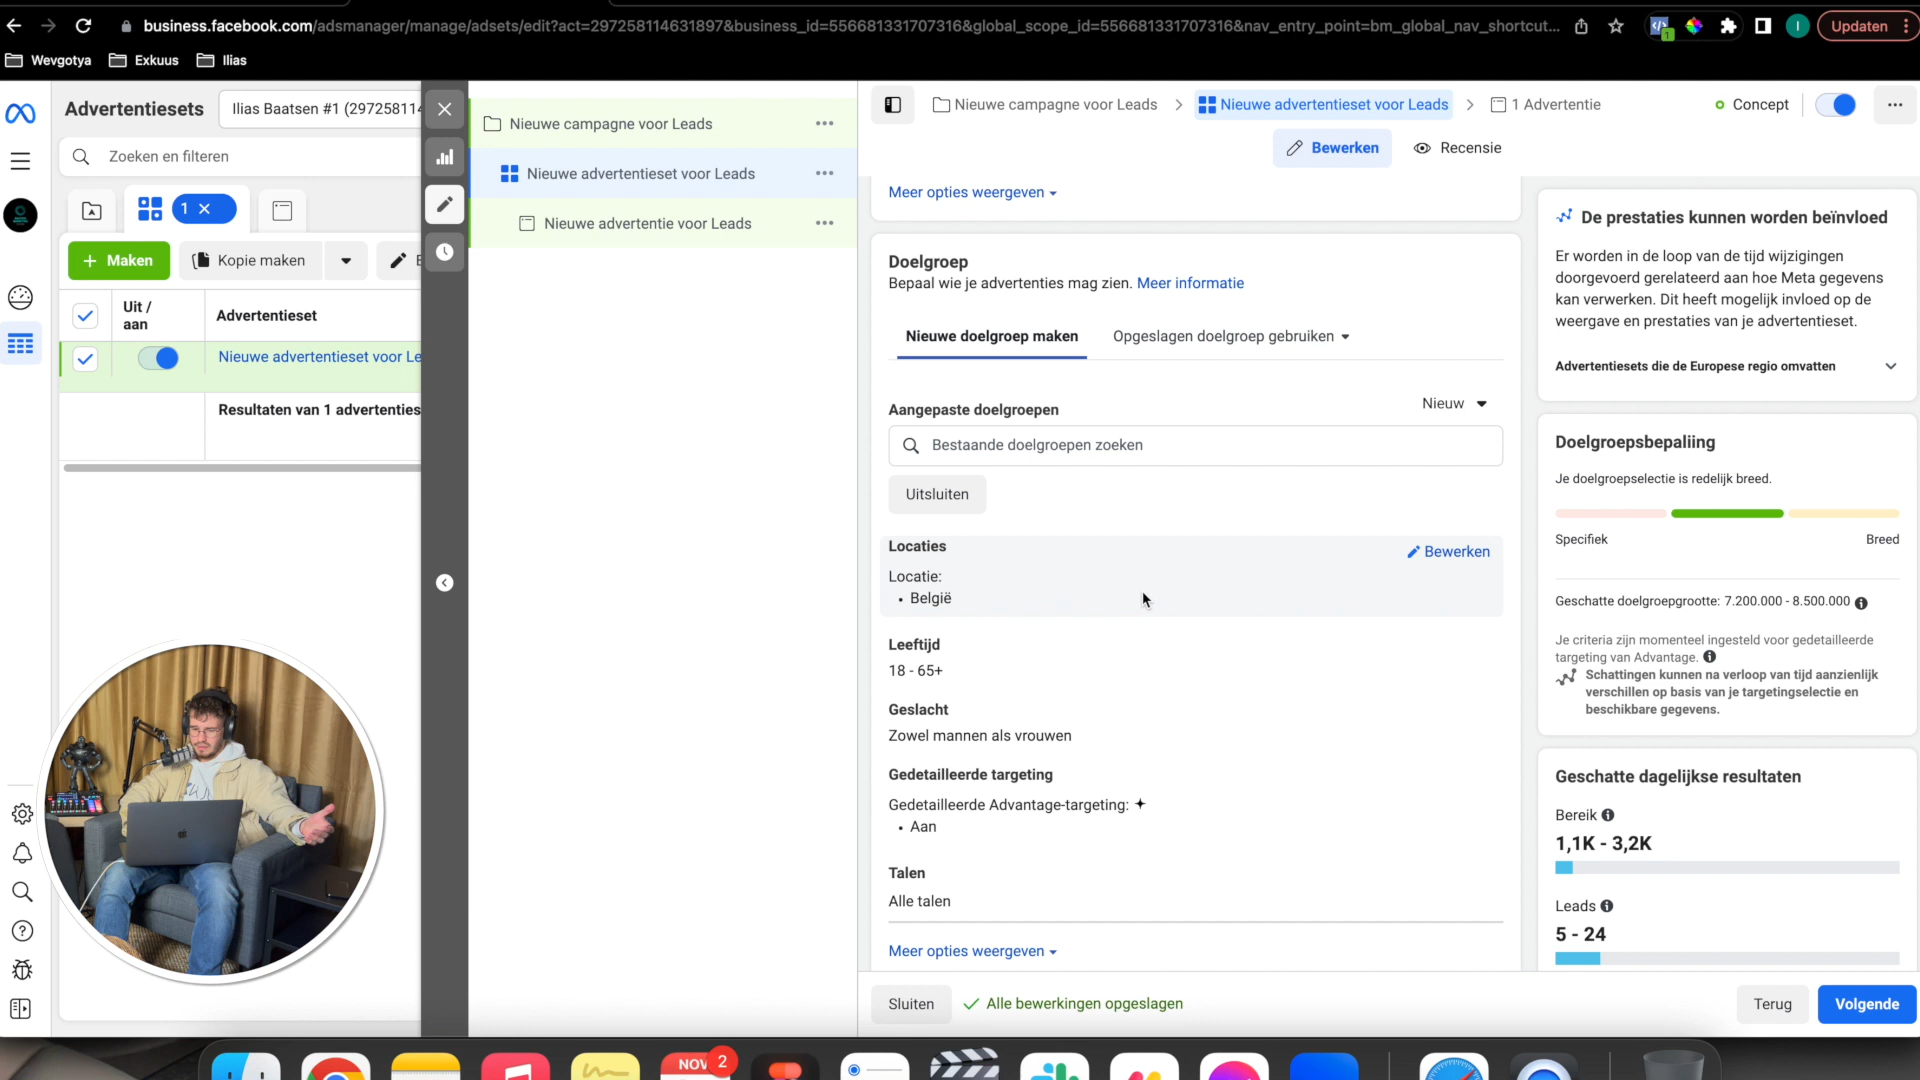 business.facebook.com/adsmanager/manage/adsets/edit?act=297258114631897&business_id=556681331707316&global_scope_id=556681331707316&nav_entry_point=bm_global_nav_shortcut...
1
I
Updaten
Wevgotya
Exkuus
Ilias
Advertentiesets
Ilias Baatsen #1 (297258114
Zoeken en filteren
1
Maken
Kopie maken
Uit /
aan
Advertentieset
Nieuwe advertentieset voor Le
Resultaten van 1 advertenties
Nieuwe campagne voor Leads
Nieuwe advertentieset voor Leads
Nieuwe advertentie voor Leads
Nieuwe campagne voor Leads
Nieuwe advertentieset voor Leads
1 Advertentie
Concept
Bewerken
Recensie
Meer opties weergeven
Doelgroep
Bepaal wie je advertenties mag zien. Meer informatie
Nieuwe doelgroep maken
Opgeslagen doelgroep gebruiken
Aangepaste doelgroepen
Nieuw
Bestaande doelgroepen zoeken
Uitsluiten
Locaties
Bewerken
Locatie:
• België
Leeftijd
18 - 65+
Geslacht
Zowel mannen als vrouwen
Gedetailleerde targeting
Gedetailleerde Advantage-targeting:
• Aan
Talen
Alle talen
Meer opties weergeven
Sluiten
Alle bewerkingen opgeslagen
Terug
Volgende
De prestaties kunnen worden beïnvloed
Er worden in de loop van de tijd wijzigingen
doorgevoerd gerelateerd aan hoe Meta gegevens
kan verwerken. Dit heeft mogelijk invloed op de
weergave en prestaties van je advertentieset.
Advertentiesets die de Europese regio omvatten
Doelgroepsbepaliing
Je doelgroepselectie is redelijk breed.
Specifiek
Breed
Geschatte doelgroepgrootte: 7.200.000 - 8.500.000
Je criteria zijn momenteel ingesteld voor gedetailleerde
targeting van Advantage.
Schattingen kunnen na verloop van tijd aanzienlijk
verschillen op basis van je targetingselectie en
beschikbare gegevens.
Geschatte dagelijkse resultaten
Bereik
1,1K - 3,2K
Leads
5 - 24
NOV
2